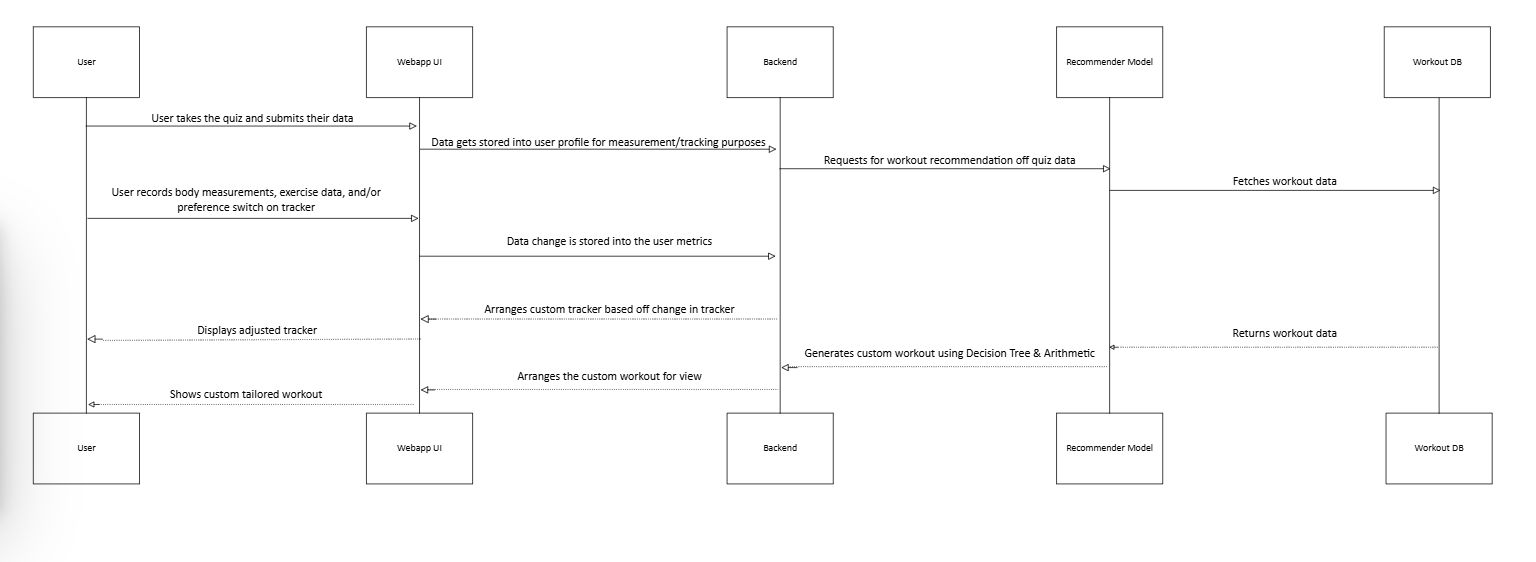 User
Webapp UI
Backend
Recommender Model
Workout DB
User takes the quiz and submits their data
Data gets stored into user profile for measurement/tracking purposes
Requests for workout recommendation off quiz data
Fetches workout data
User records body measurements, exercise data, and/or
preference switch on tracker
Data change is stored into the user metrics
Arranges custom tracker based off change in tracker
Displays adjusted tracker
Returns workout data
Generates custom workout using Decision Tree & Arithmetic
Arranges the custom workout for view
Shows custom tailored workout
User
Webapp UI
Backend
Recommender Model
Workout DB